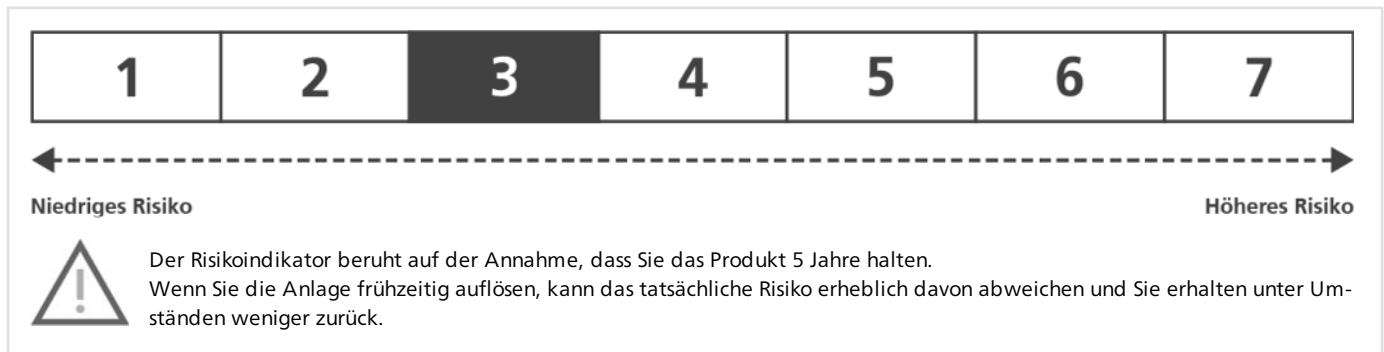 1 2 3 4 5 6 7
Niedriges Risiko Höheres Risiko
Der Risikoindikator beruht auf der Annahme, dass Sie das Produkt 5 Jahre halten.
Wenn Sie die Anlage frühzeitig auflösen, kann das tatsächliche Risiko erheblich davon abweichen und Sie erhalten unter Um-
ständen weniger zurück.